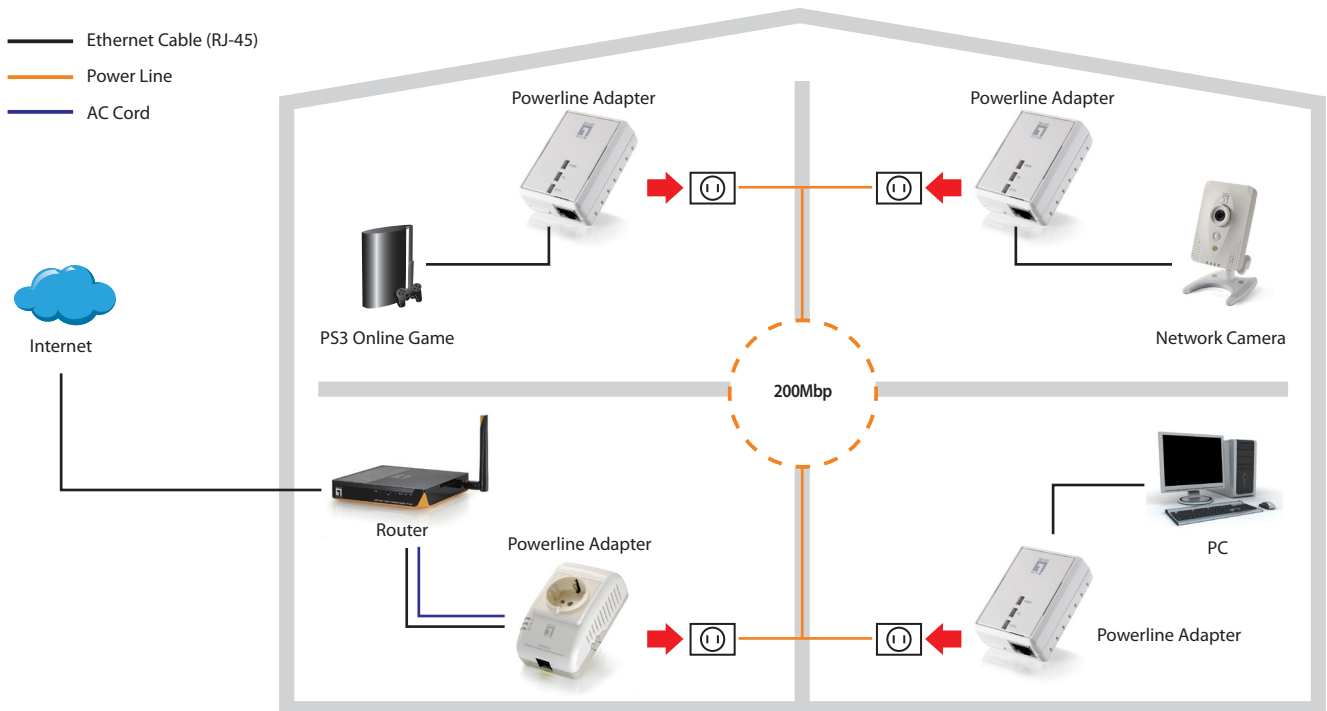 Ethernet Cable (RJ-45)
Power Line
AC Cord
Powerline Adapter
Powerline Adapter
PS3 Online Game
Network Camera
Internet
200Mbp
Router
Powerline Adapter
PC
Powerline Adapter